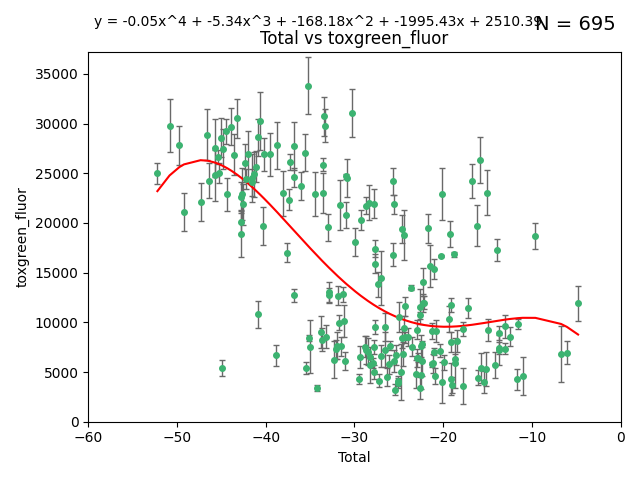 y = -0.05x^4 + -5.34x^3 + -168.18x^2 + -1995.43x + 2510.39
N = 695
Total vs toxgreen_fluor
35000
30000
25000
20000
15000
10000
5000
0
toxgreen_fluor
−60 −50 −40 −30 −20 −10 0
Total